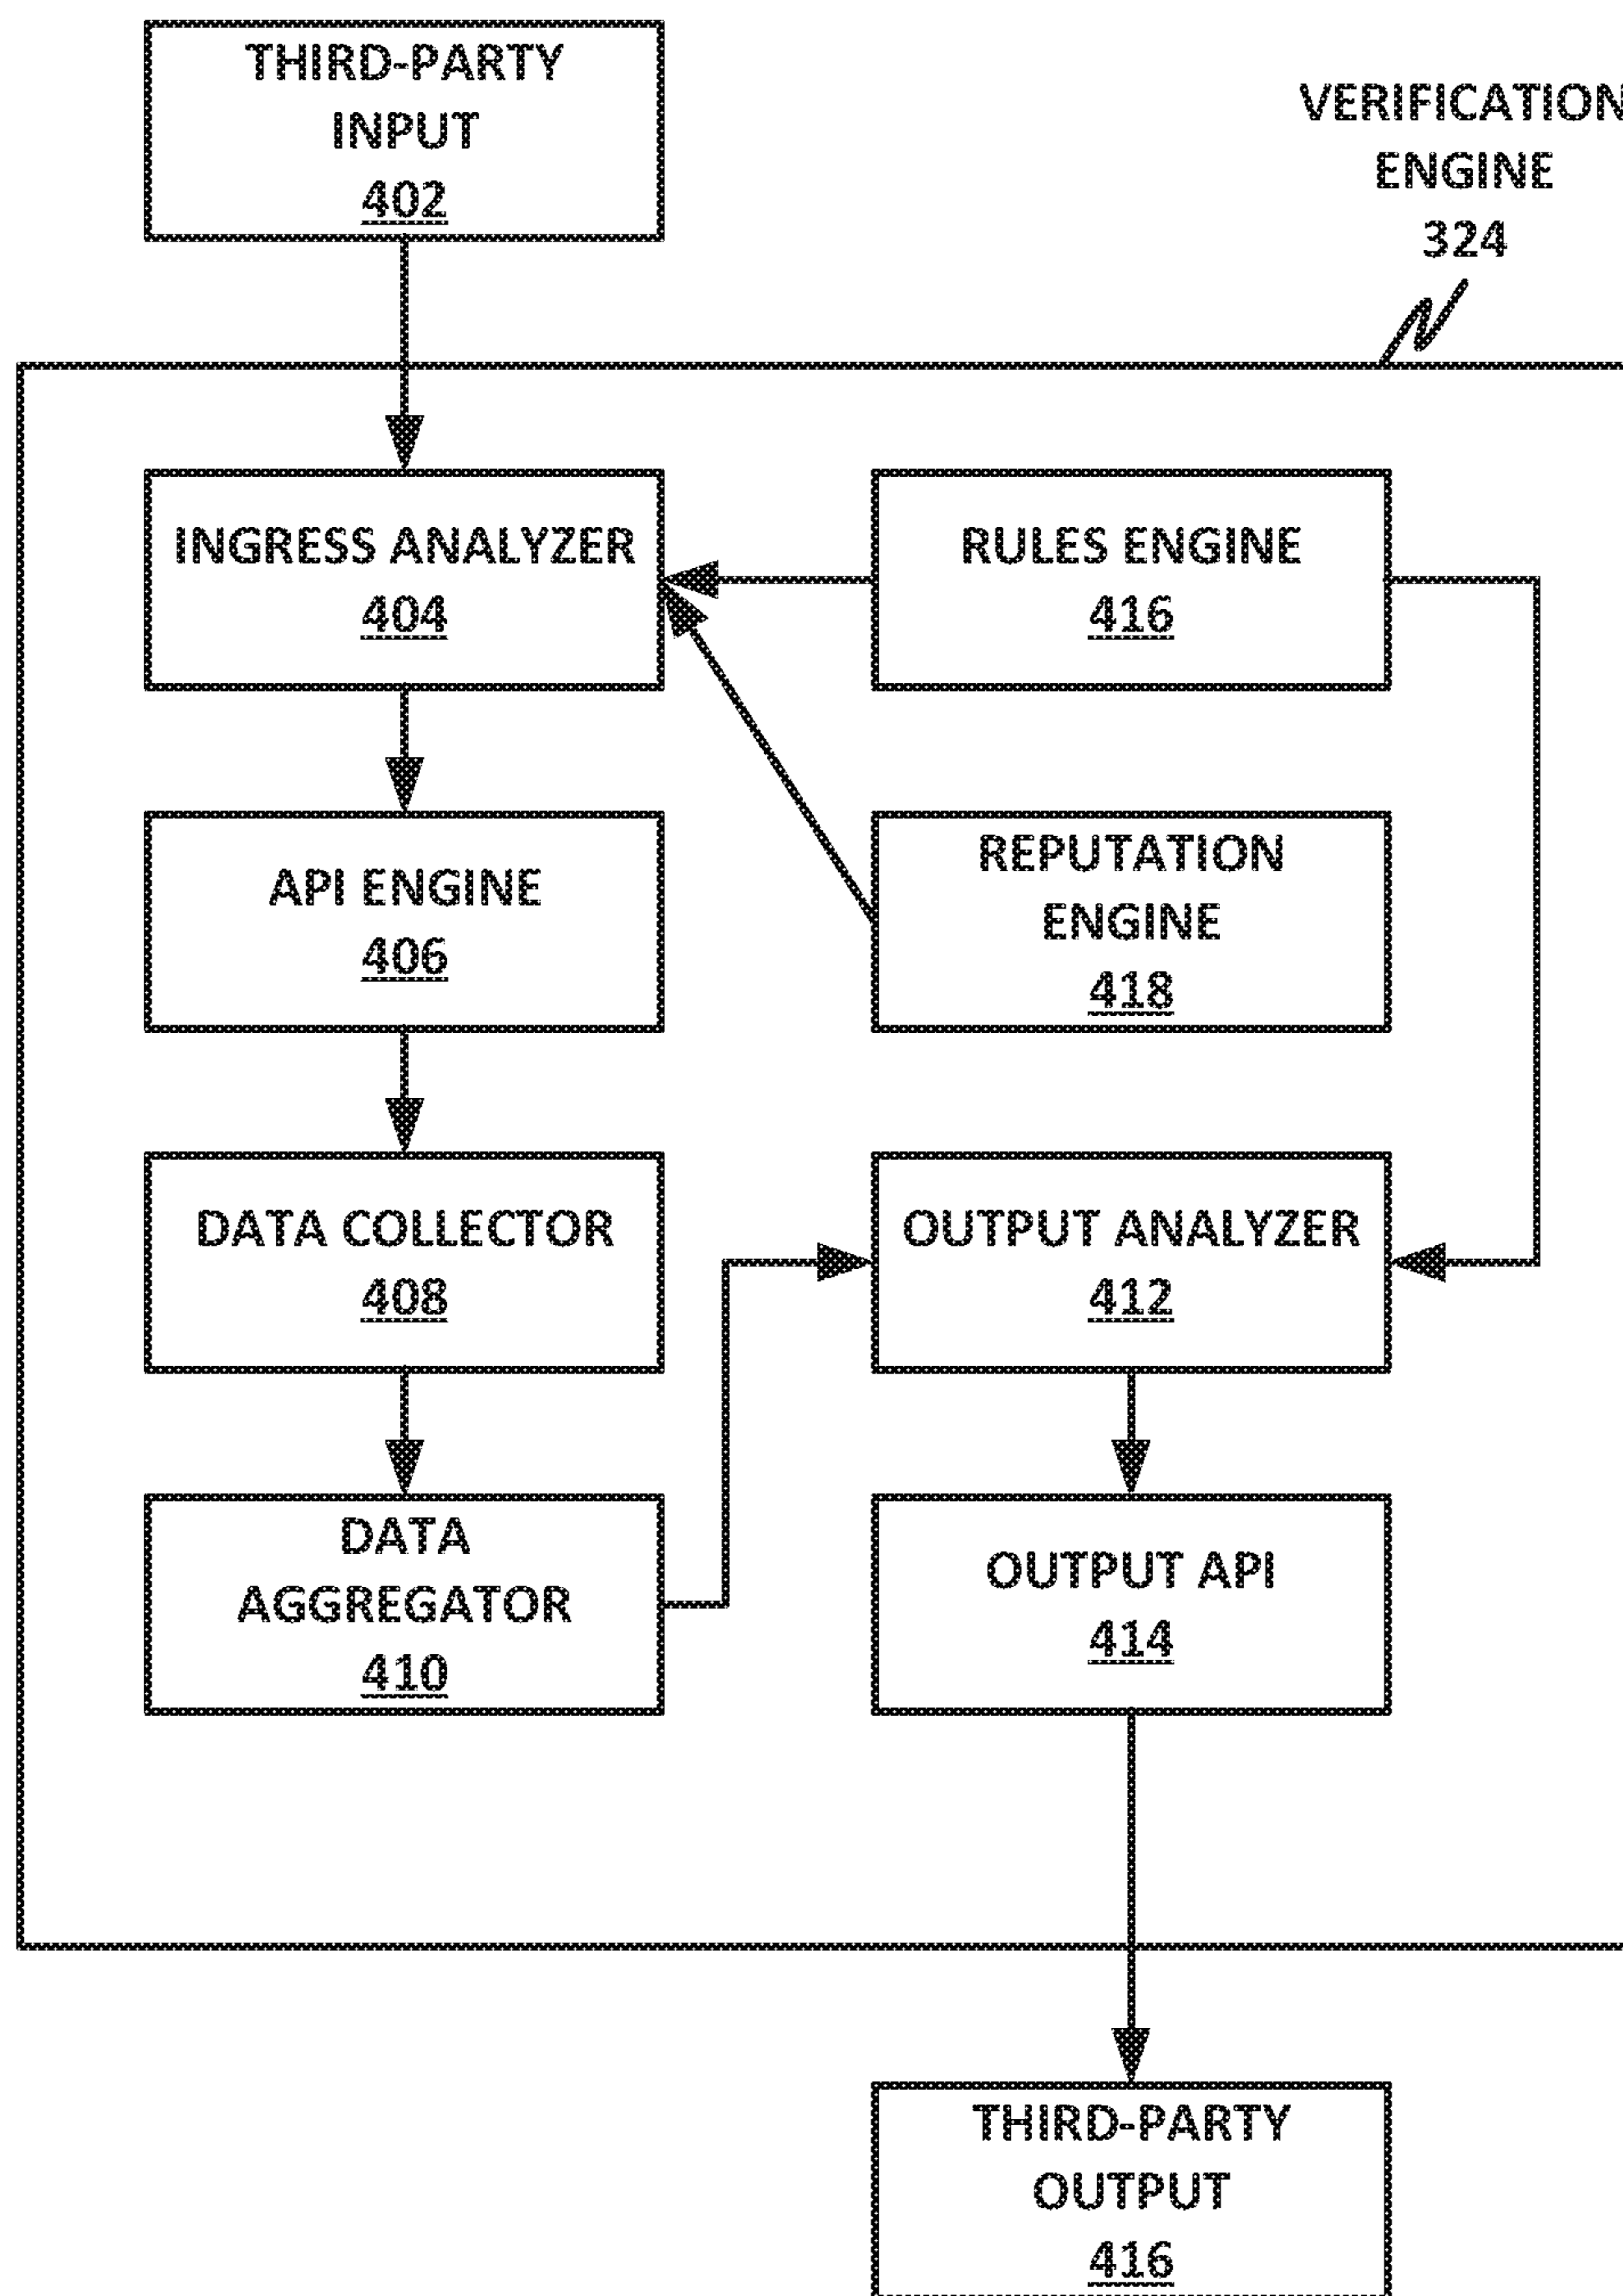 THIRD-PARTY
INPUT
402
VERIFICATION
ENGINE
324
INGRESS ANALYZER
404
RULES ENGINE
416
API ENGINE
406
REPUTATION
ENGINE
418
DATA COLLECTOR
408
OUTPUT ANALYZER
412
DATA
AGGREGATOR
410
OUTPUT API
414
THIRD-PARTY
OUTPUT
416